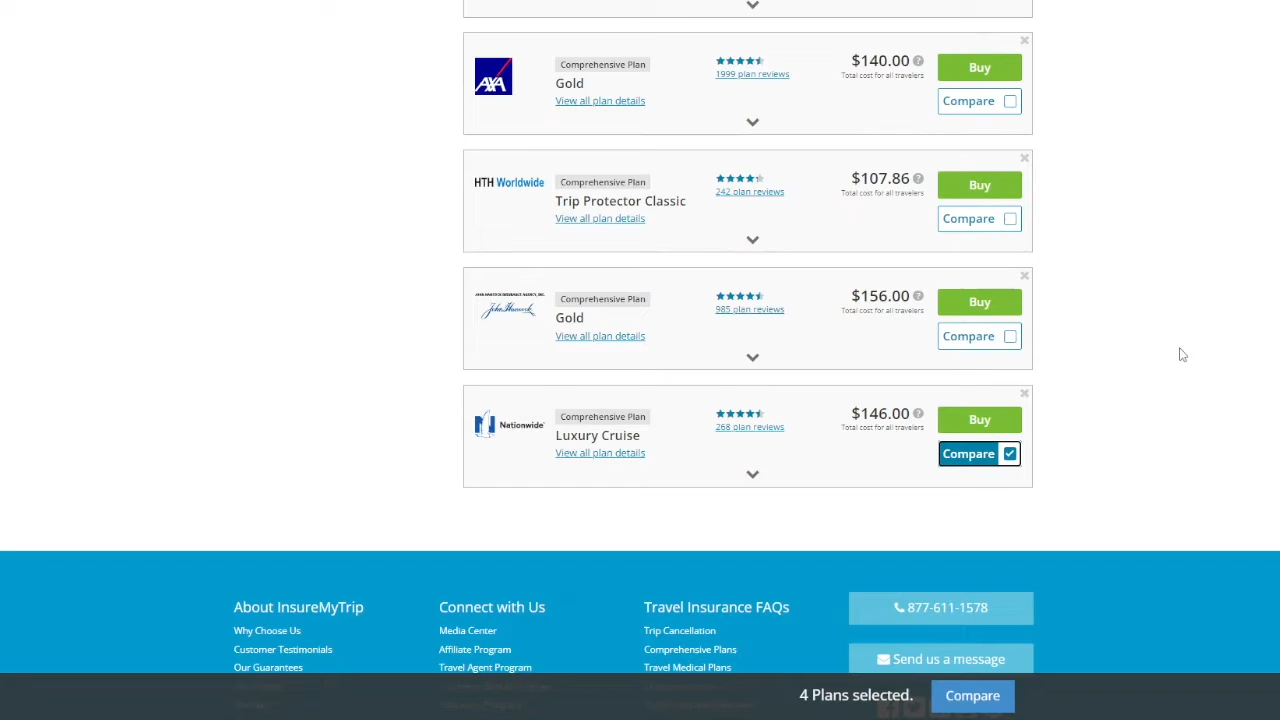 Comprehensive Plan
Gold
View all plan details
1999 plan reviews
$140.00
Total cost for all travelers
Buy
Compare
AXA
HTH Worldwide
Comprehensive Plan
Trip Protector Classic
View all plan details
242 plan reviews
$107.86
Total cost for all travelers
Buy
Compare
John Hancock
Comprehensive Plan
Gold
View all plan details
985 plan reviews
$156.00
Total cost for all travelers
Buy
Compare
Nationwide
Comprehensive Plan
Luxury Cruise
View all plan details
268 plan reviews
$146.00
Total cost for all travelers
Buy
Compare
About InsureMyTrip
Why Choose Us
Customer Testimonials
Our Guarantees
Connect with Us
Media Center
Affiliate Program
Travel Agent Program
Travel Insurance FAQs
Trip Cancellation
Comprehensive Plans
Travel Medical Plans
877-611-1578
Send us a message
4 Plans selected.
Compare